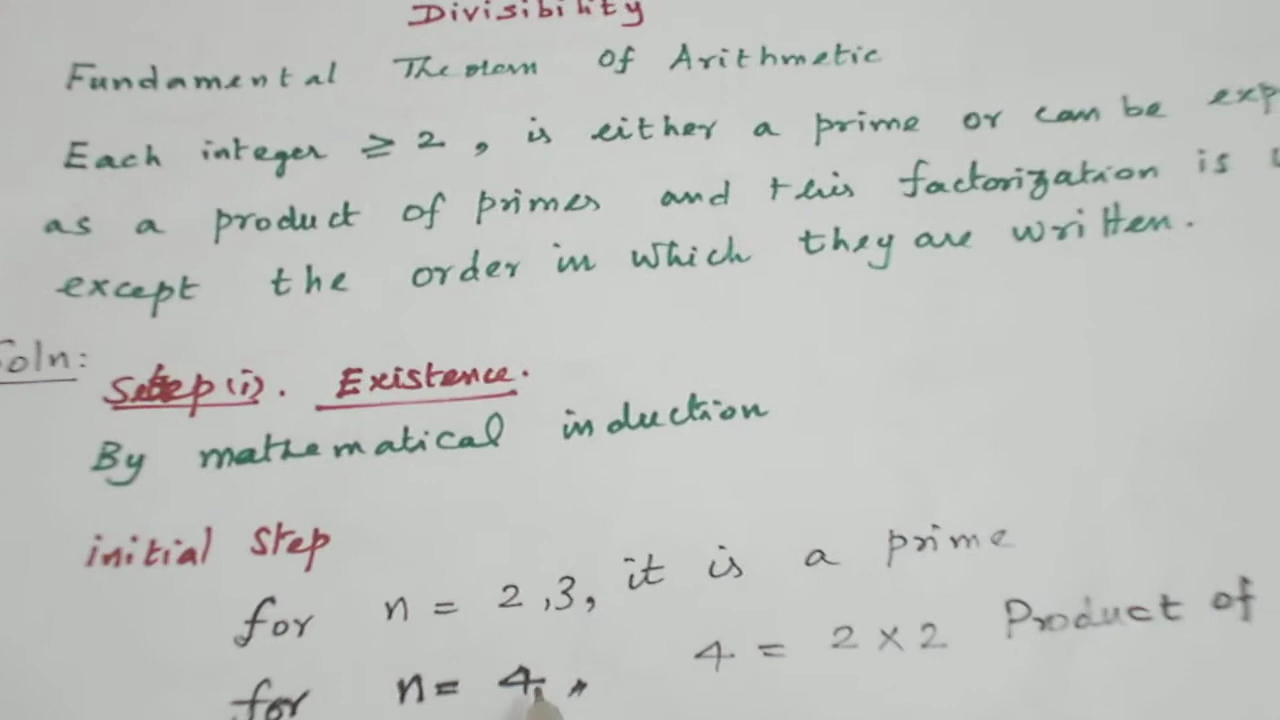 Divisibility
Fundamental Theorem Of Arithmetic
Each integer ≥ 2, is either a prime or can be exp
as a product of primes and this factorization is
except the order in which they are written.
Soln:
Step(i). Existence.
By mathematical induction
initial Step
for n = 2,3, it is a prime
for n = 4, 4 = 2 × 2 Product of